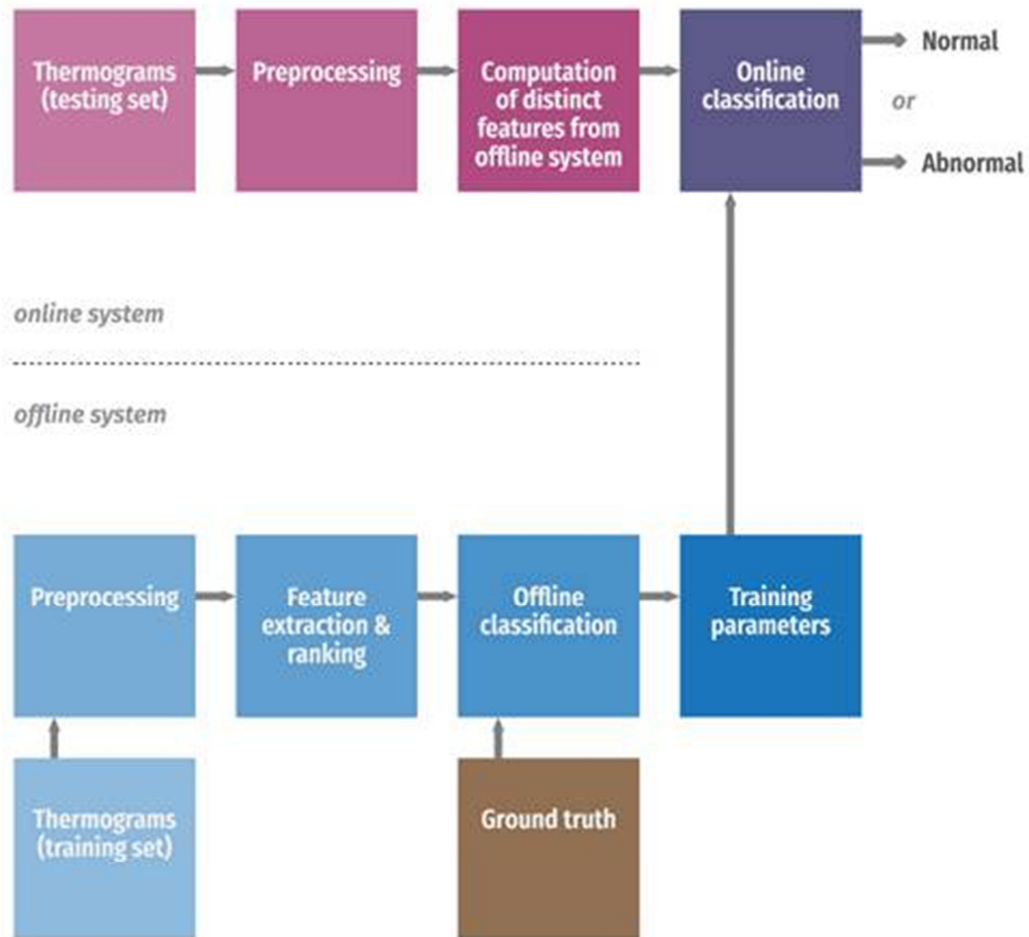 Thermograms
(testing set)
Preprocessing
Computation
of distinct
features from
offline system
Online
classification
Normal
or
Abnormal
online system
offline system
Preprocessing
Feature
extraction &
ranking
Offline
classification
Training
parameters
Thermograms
(training set)
Ground truth